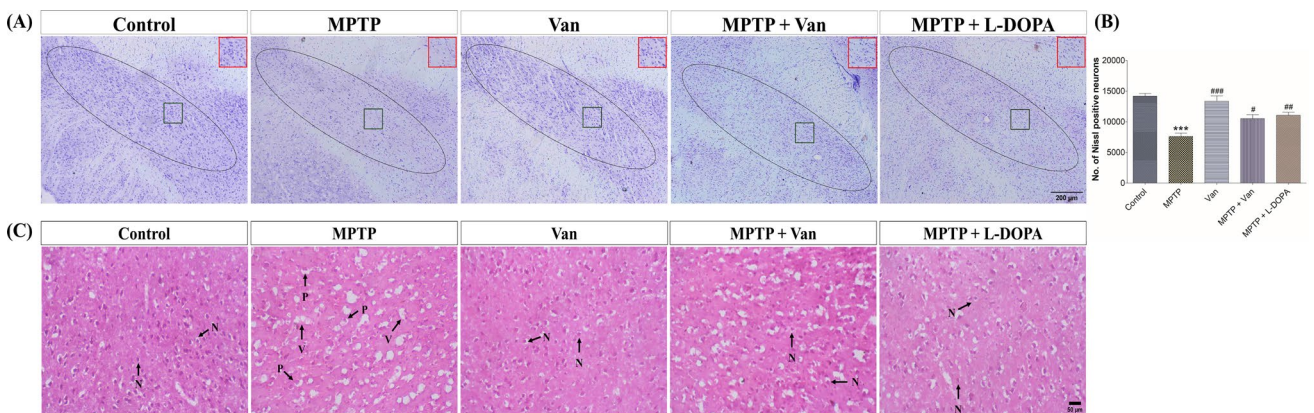 (A)
Control
MPTP
Van
MPTP + Van
MPTP + L-DOPA
200 µm
(B)
No. of Nissl positive neurons
20000
15000
10000
5000
0
***
###
#
##
Control
MPTP
Van
MPTP + Van
MPTP + L-DOPA
(C)
Control
MPTP
Van
MPTP + Van
MPTP + L-DOPA
N
N
P
P
V
V
P
N
N
N
N
N
N
50 µm